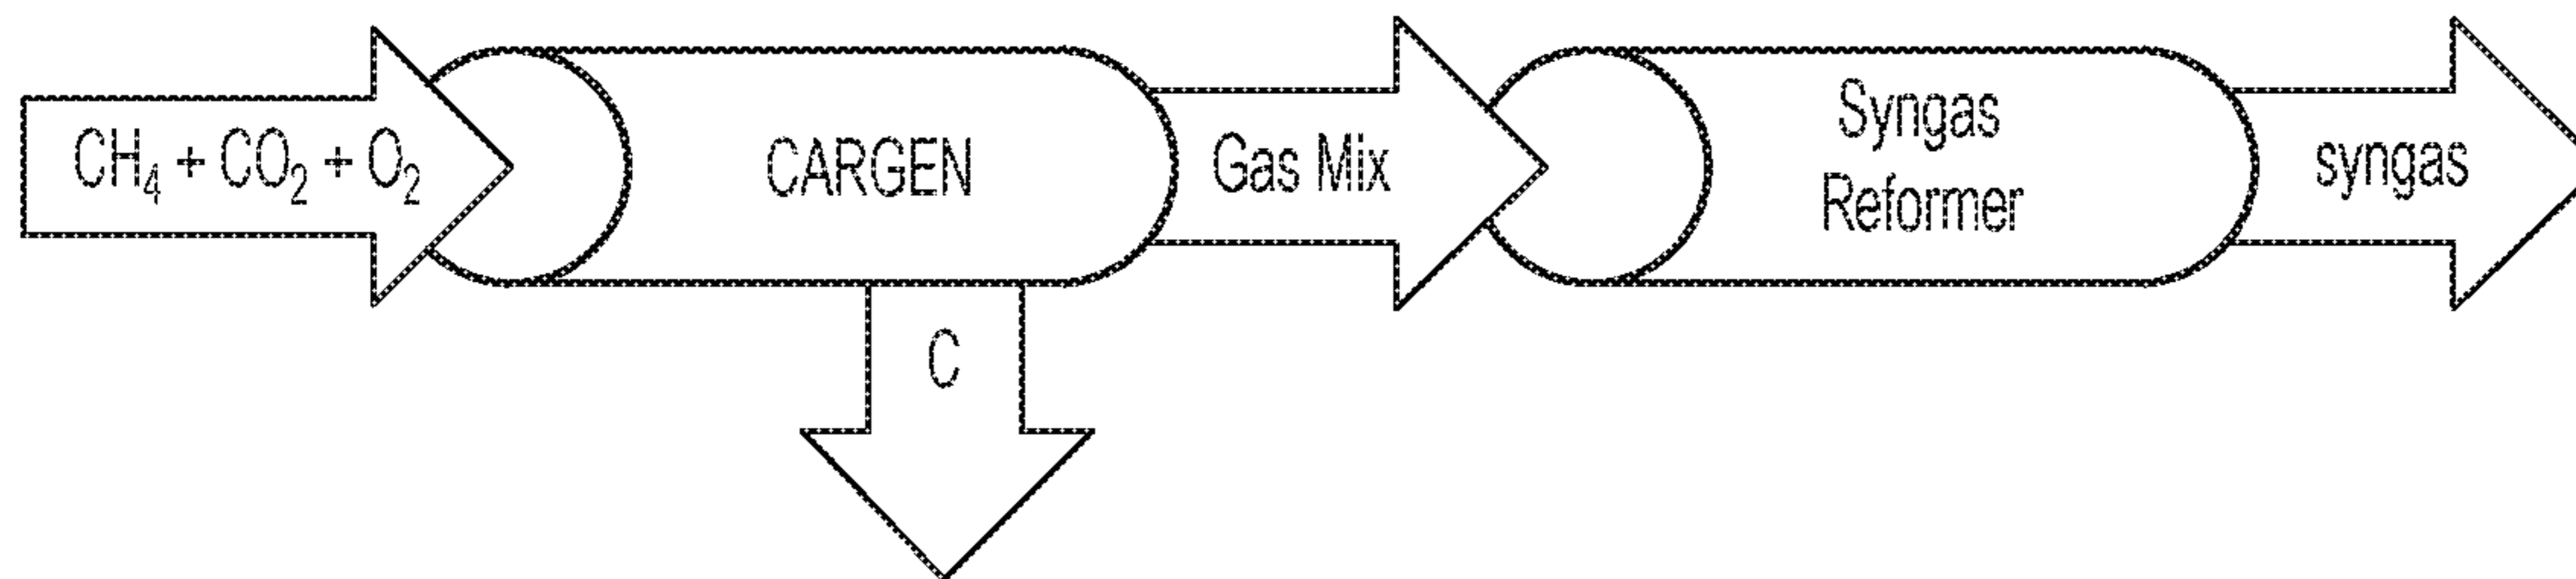 CH₄ + CO₂ + O₂
CARGEN
Gas Mix
Syngas
Reformer
syngas
C